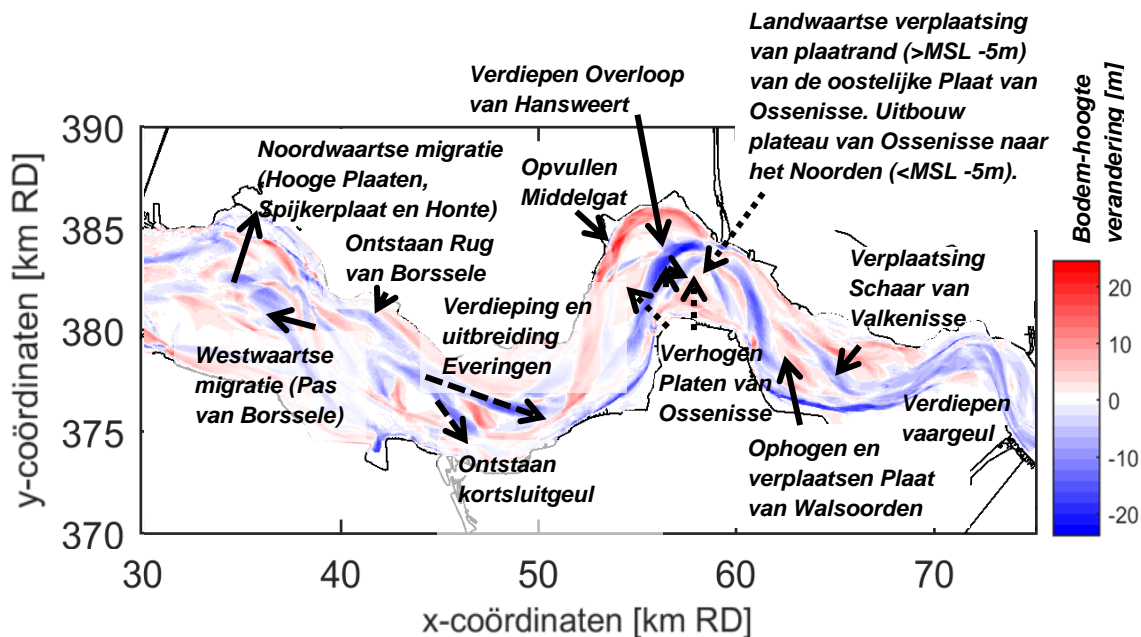 Landwaartse verplaatsing
van plaatrand (>MSL -5m)
van de oostelijke Plaat van
Ossenisse. Uitbouw
plateau van Ossenisse naar
het Noorden (<MSL -5m).
Verdiepen Overloop
van Hansweert
Bodem-hoogte
verandering [m]
Noordwaartse migratie
(Hooge Plaaten,
Spijkerplaat en Honte)
Opvullen
Middelgat
Ontstaan Rug
van Borssele
Verplaatsing
Schaar van
Valkenisse
Verdieping en
uitbreiding
Everingen
Westwaartse
migratie (Pas
van Borssele)
Verhogen
Platen van
Ossenisse
Verdiepen
vaargeul
Ontstaan
kortsluitgeul
Ophogen en
verplaatsen Plaat
van Walsoorden
y-coördinaten [km RD]
390
385
380
375
370
30
40
50
60
70
x-coördinaten [km RD]
20
10
0
-10
-20